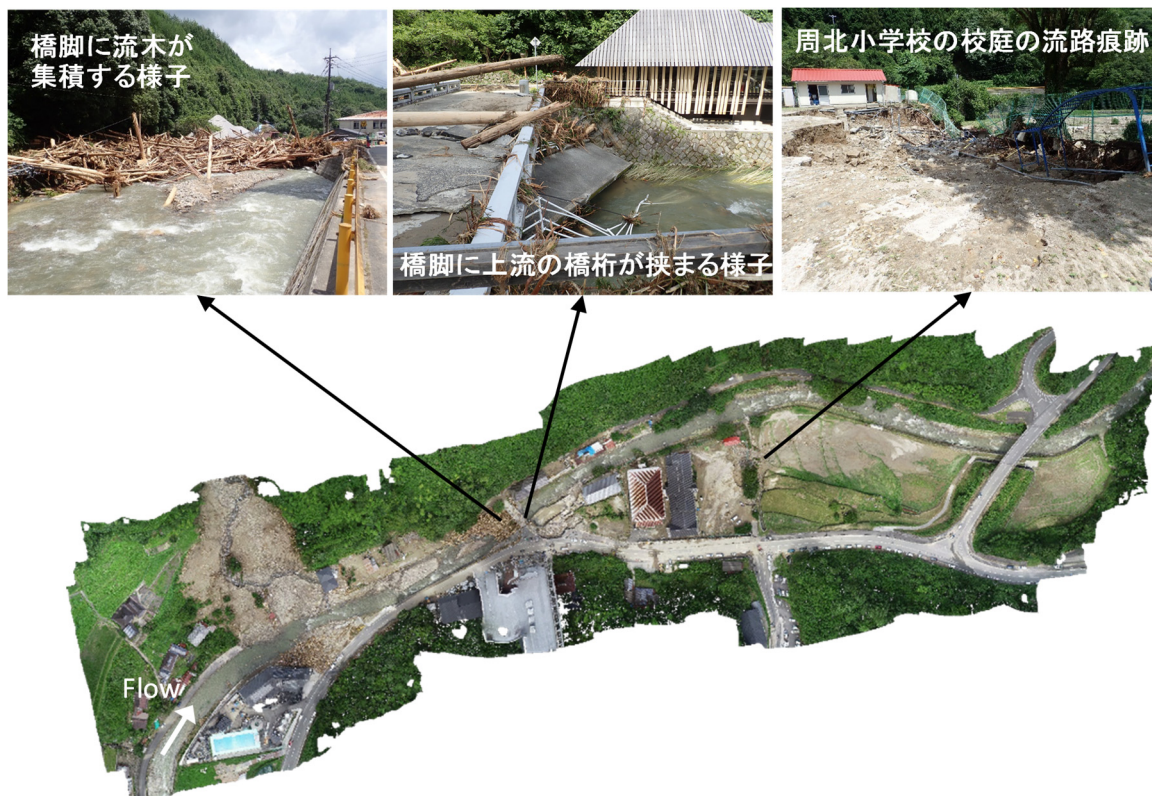 橋脚に流木が
集積する様子
周北小学校の校庭の流路痕跡
橋脚に上流の橋桁が挟まる様子
Flow